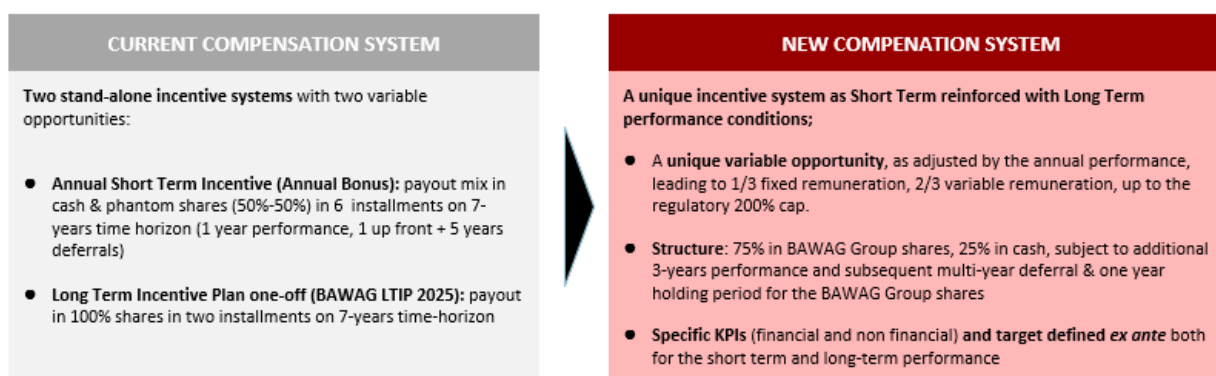 CURRENT COMPENSATION SYSTEM
Two stand-alone incentive systems with two variable
opportunities:
● Annual Short Term Incentive (Annual Bonus): payout mix in
cash & phantom shares (50%-50%) in 6 installments on 7-
years time horizon (1 year performance, 1 up front + 5 years
deferrals)
● Long Term Incentive Plan one-off (BAWAG LTIP 2025): payout
in 100% shares in two installments on 7-years time-horizon
NEW COMPENATION SYSTEM
A unique incentive system as Short Term reinforced with Long Term
performance conditions;
● A unique variable opportunity, as adjusted by the annual performance,
leading to 1/3 fixed remuneration, 2/3 variable remuneration, up to the
regulatory 200% cap.
● Structure: 75% in BAWAG Group shares, 25% in cash, subject to additional
3-years performance and subsequent multi-year deferral & one year
holding period for the BAWAG Group shares
● Specific KPIs (financial and non financial) and target defined ex ante both
for the short term and long-term performance